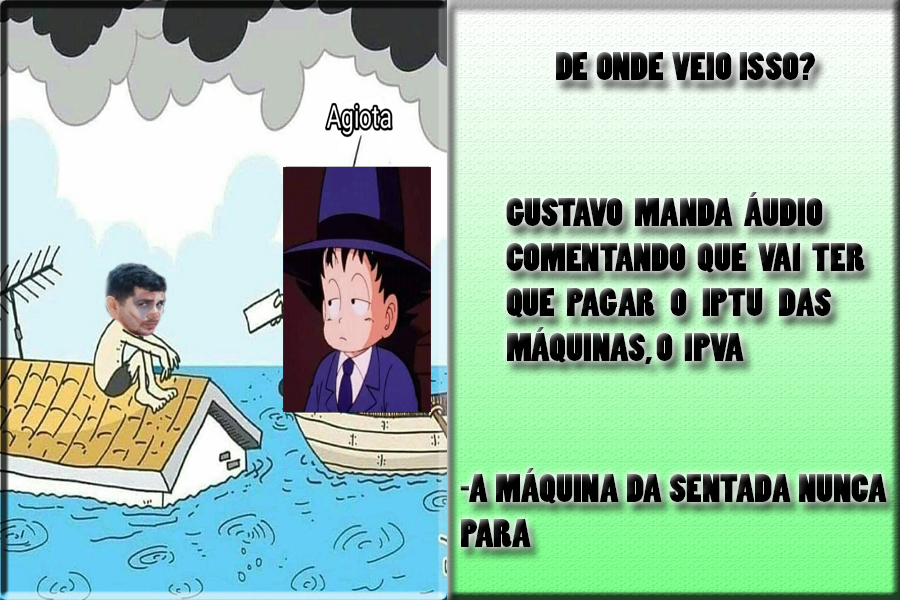 Agiota
DE ONDE VEIO ISSO?
GUSTAVO MANDA ÁUDIO
COMENTANDO QUE VAI TER
QUE PAGAR O IPTU DAS
MÁQUINAS, O IPVA
-A MÁQUINA DA SENTADA NUNCA
PARA